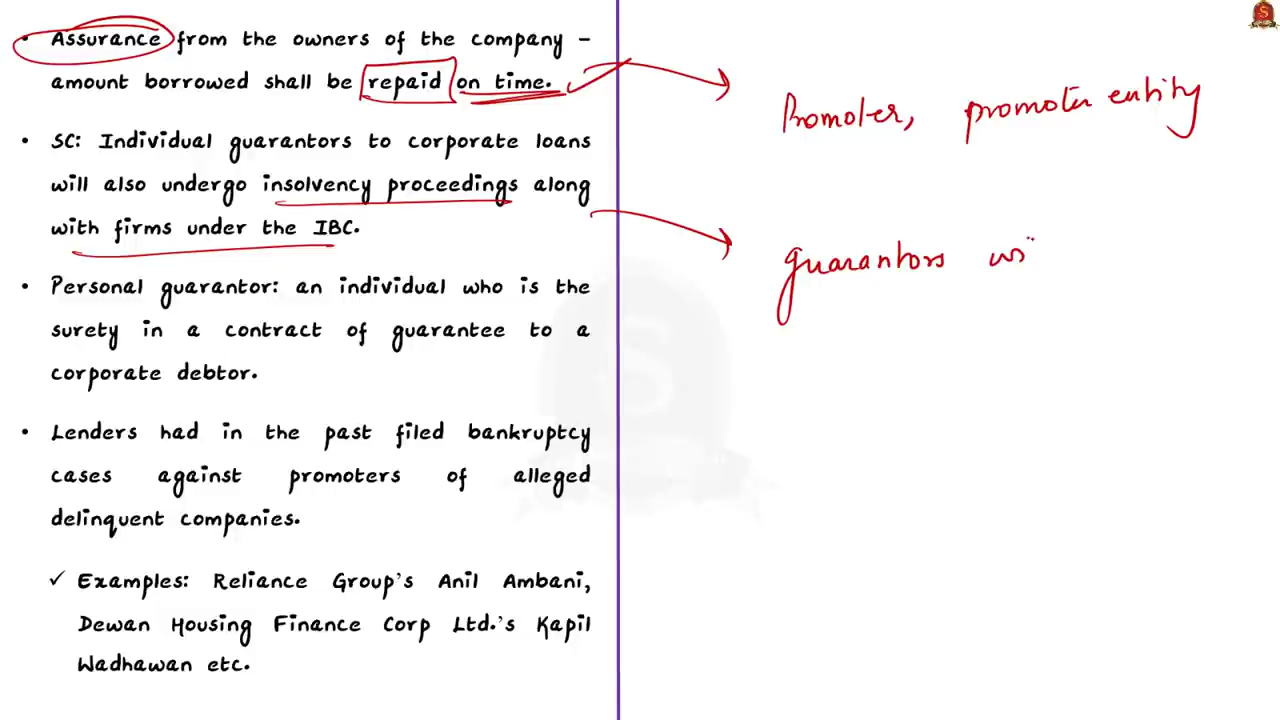 • Assurance from the owners of the company –
amount borrowed shall be repaid on time.
• SC: Individual guarantors to corporate loans
will also undergo insolvency proceedings along
with firms under the IBC.
• Personal guarantor: an individual who is the
surety in a contract of guarantee to a
corporate debtor.
• Lenders had in the past filed bankruptcy
cases against promoters of alleged
delinquent companies.
✓ Examples: Reliance Group's Anil Ambani,
Dewan Housing Finance Corp Ltd.'s Kapil
Wadhawan etc.
Promoter, promoter entity
guarantors wi